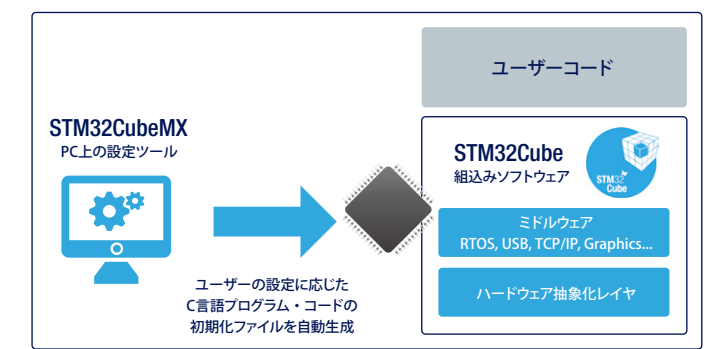 ユーザーコード
STM32CubeMX
PC上の設定ツール
STM32Cube
組込みソフトウェア
STM32
Cube
ミドルウェア
RTOS, USB, TCP/IP, Graphics...
ハードウェア抽象化レイヤ
ユーザーの設定に応じた
C言語プログラム・コードの
初期化ファイルを自動生成